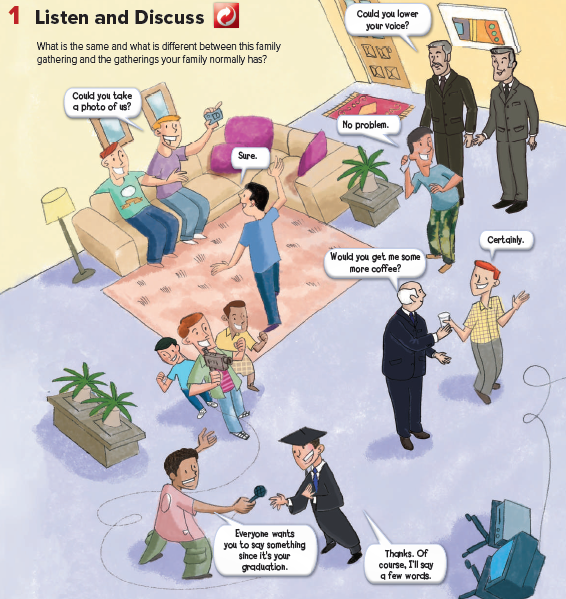 1 Listen and Discuss
What is the same and what is different between this family
gathering and the gatherings your family normally has?
Could you lower
your voice?
Could you take
a photo of us?
No problem.
Sure.
Certainly.
Would you get me some
more coffee?
Everyone wants
you to say something
since it's your
graduation.
Thanks. Of
course, I'll say
a few words.